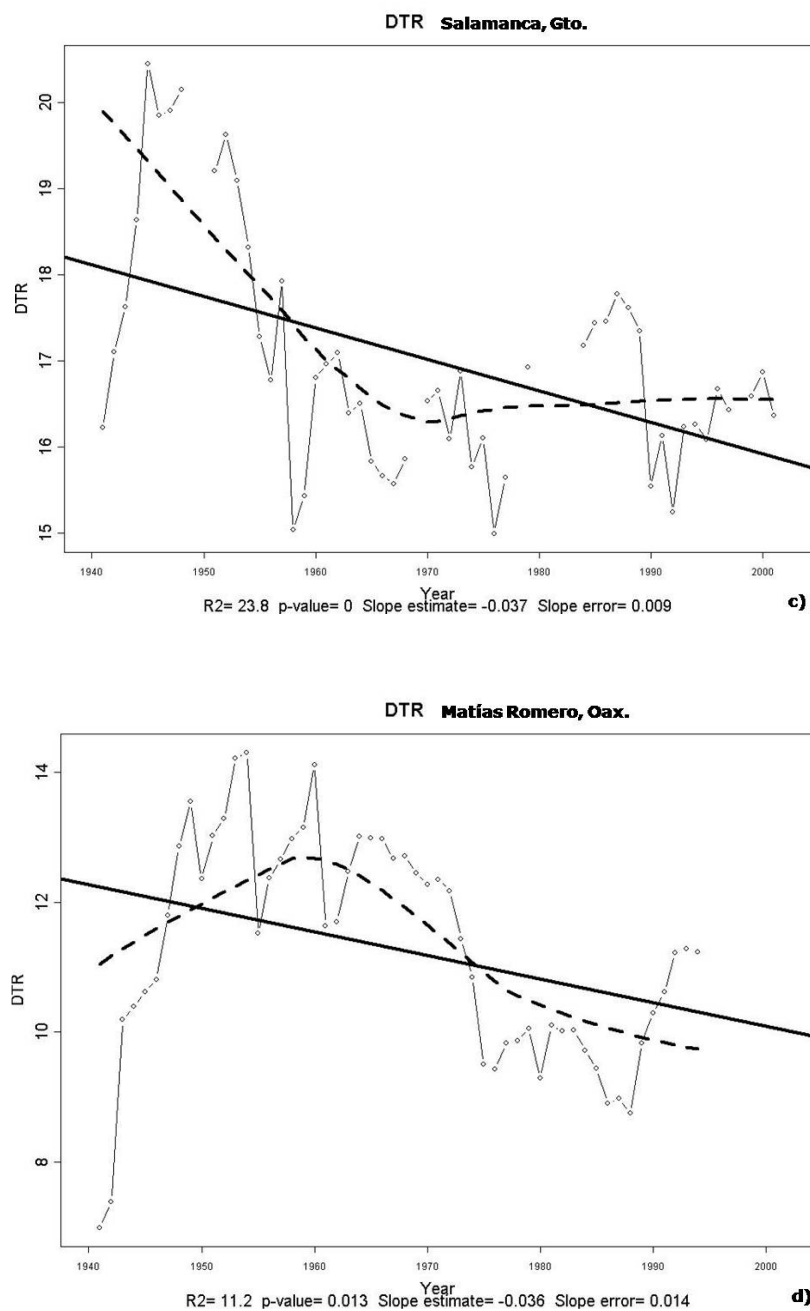 DTR Salamanca, Gto.
20
19
18
17
16
15
DTR
1940 1950 1960 1970 1980 1990 2000
Year
R2= 23.8 p-value= 0 Slope estimate= -0.037 Slope error= 0.009
c)
DTR Matías Romero, Oax.
14
12
10
8
DTR
1940 1950 1960 1970 1980 1990 2000
Year
R2= 11.2 p-value= 0.013 Slope estimate= -0.036 Slope error= 0.014
d)